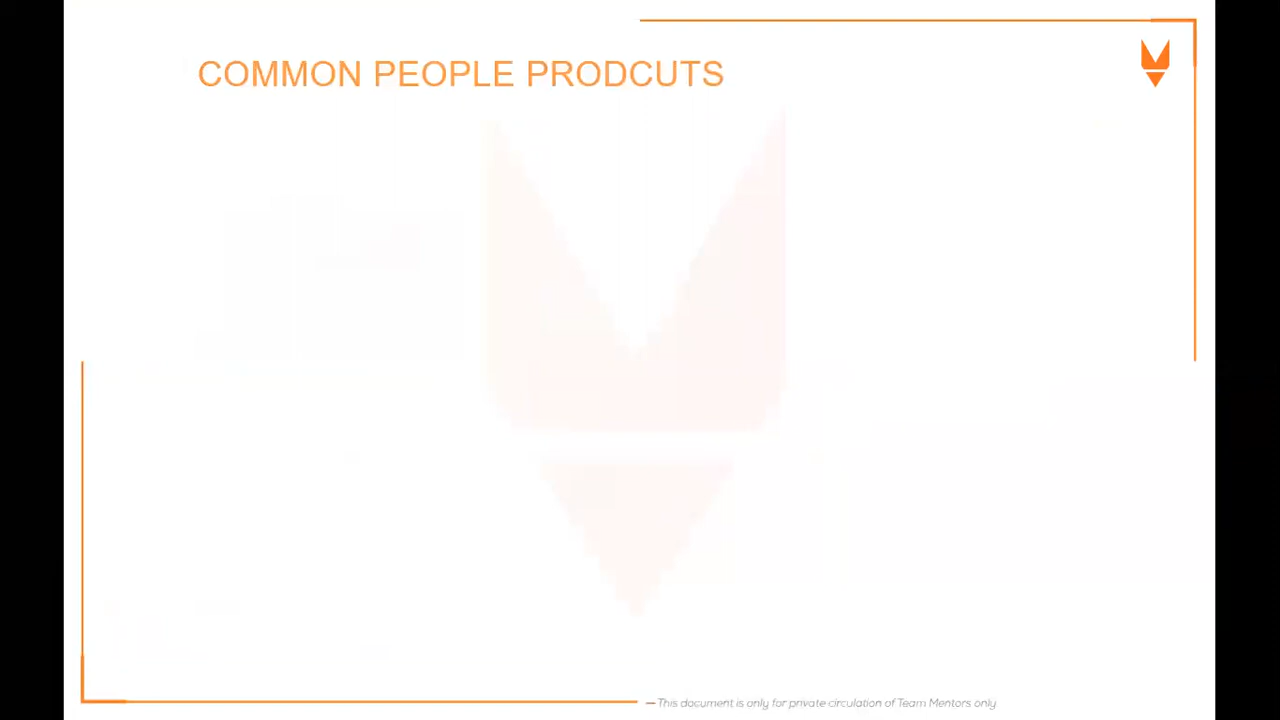 COMMON PEOPLE PRODCUTS
—This document is only for private circulation of Team Mentors only